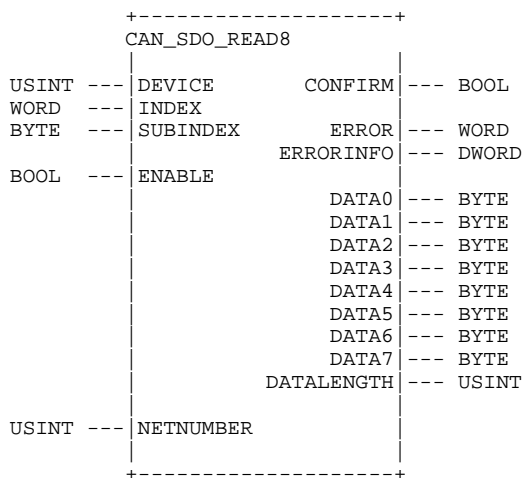 +--------------------+
CAN_SDO_READ8
| |
USINT ---|DEVICE CONFIRM|--- BOOL
WORD ---|INDEX |
BYTE ---|SUBINDEX ERROR|--- WORD
| ERRORINFO|--- DWORD
BOOL ---|ENABLE |
| DATA0|--- BYTE
| DATA1|--- BYTE
| DATA2|--- BYTE
| DATA3|--- BYTE
| DATA4|--- BYTE
| DATA5|--- BYTE
| DATA6|--- BYTE
| DATA7|--- BYTE
| DATALENGTH|--- USINT
| |
USINT ---|NETNUMBER |
| |
+--------------------+